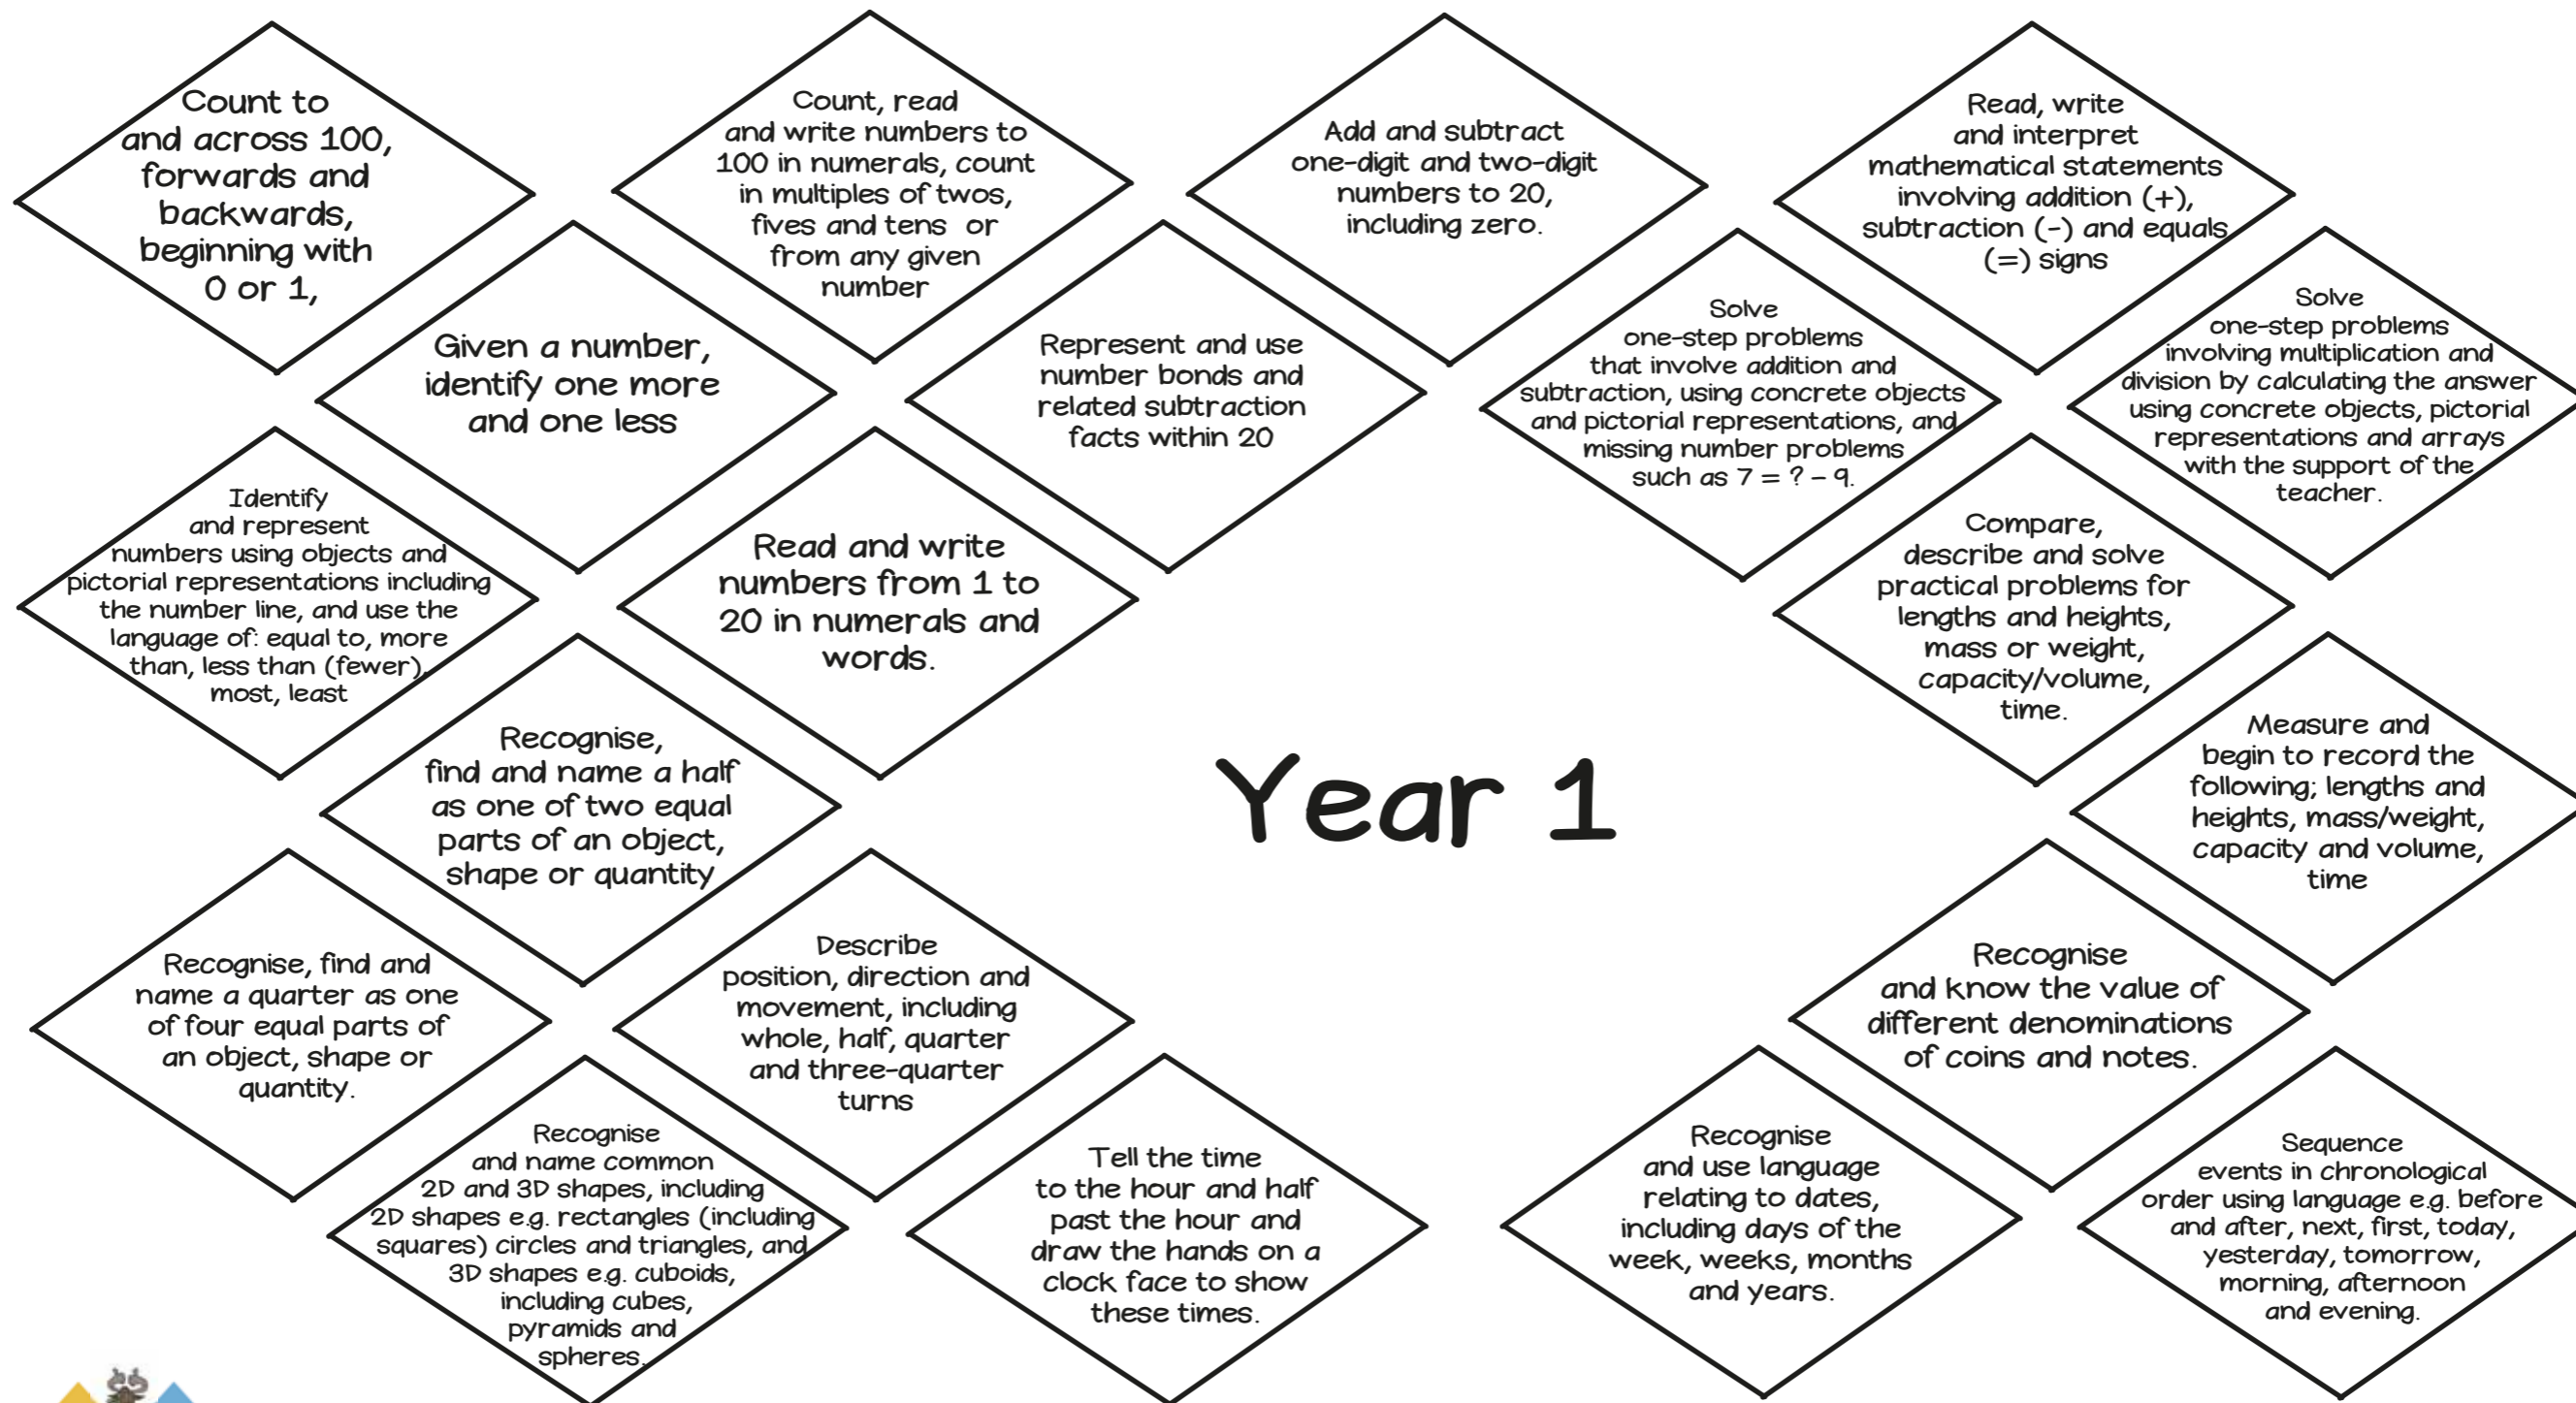 Count to
and across 100,
forwards and
backwards,
beginning with
0 or 1,
Count, read
and write numbers to
100 in numerals, count
in multiples of twos,
fives and tens or
from any given
number
Add and subtract
one-digit and two-digit
numbers to 20,
including zero.
Read, write
and interpret
mathematical statements
involving addition (+),
subtraction (-) and equals
(=) signs
Given a number,
identify one more
and one less
Represent and use
number bonds and
related subtraction
facts within 20
Solve
one-step problems
that involve addition and
subtraction, using concrete objects
and pictorial representations, and
missing number problems
such as 7 = ? – 9.
Solve
one-step problems
involving multiplication and
division by calculating the answer
using concrete objects, pictorial
representations and arrays
with the support of the
teacher.
Identify
and represent
numbers using objects and
pictorial representations including
the number line, and use the
language of: equal to, more
than, less than (fewer),
most, least
Read and write
numbers from 1 to
20 in numerals and
words.
Compare,
describe and solve
practical problems for
lengths and heights,
mass or weight,
capacity/volume,
time.
Recognise,
find and name a half
as one of two equal
parts of an object,
shape or quantity
Year 1
Measure and
begin to record the
following; lengths and
heights, mass/weight,
capacity and volume,
time
Recognise, find and
name a quarter as one
of four equal parts of
an object, shape or
quantity.
Describe
position, direction and
movement, including
whole, half, quarter
and three-quarter
turns
Recognise
and know the value of
different denominations
of coins and notes.
Recognise
and name common
2D and 3D shapes, including
2D shapes e.g. rectangles (including
squares) circles and triangles, and
3D shapes e.g. cuboids,
including cubes,
pyramids and
spheres.
Tell the time
to the hour and half
past the hour and
draw the hands on a
clock face to show
these times.
Recognise
and use language
relating to dates,
including days of the
week, weeks, months
and years.
Sequence
events in chronological
order using language e.g. before
and after, next, first, today,
yesterday, tomorrow,
morning, afternoon
and evening.